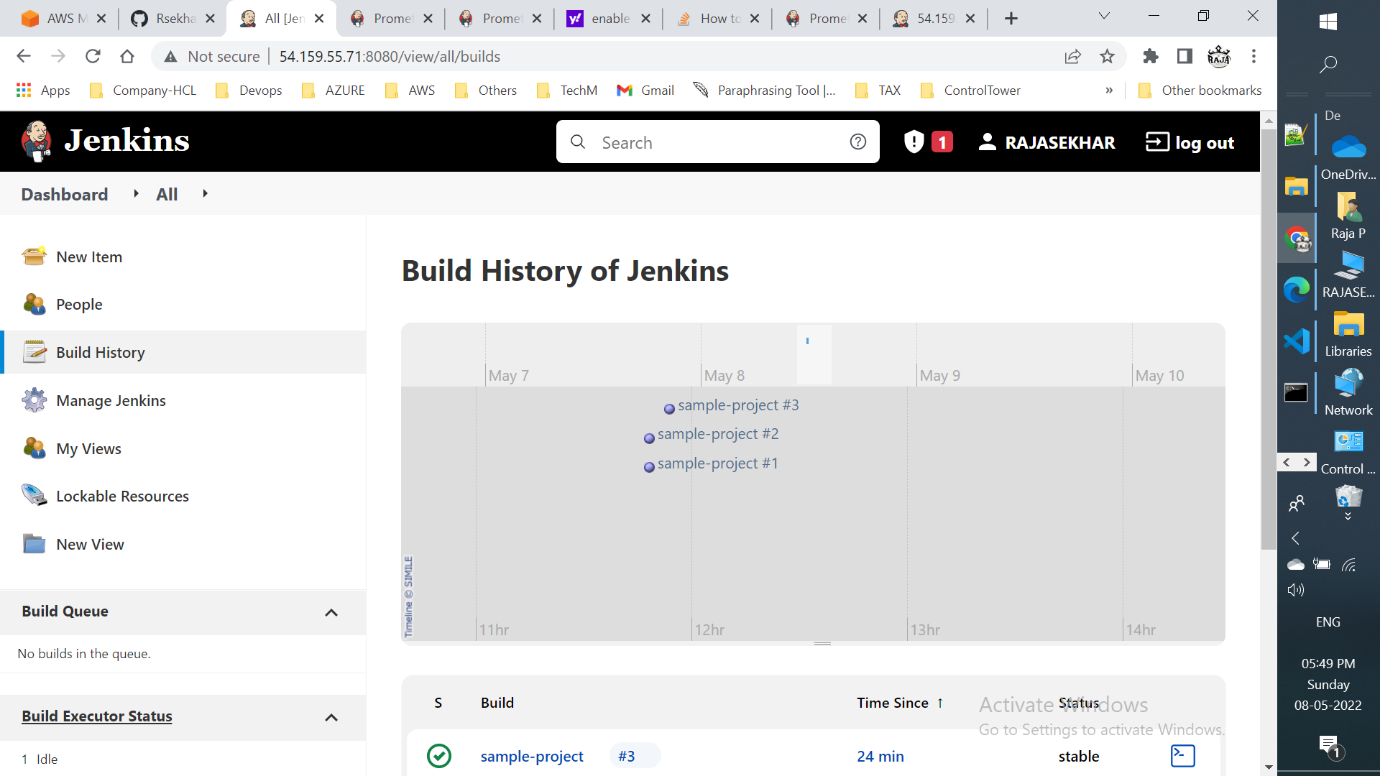 AWS M
Rsekha
All [Jen
Promet
Promet
enable
How to
Promet
54.159
Not secure
54.159.55.71:8080/view/all/builds
RAJA
Apps
Company-HCL
Devops
AZURE
AWS
Others
TechM
Gmail
Paraphrasing Tool |...
TAX
ControlTower
»
Other bookmarks
Jenkins
Search
1
RAJASEKHAR
log out
Dashboard
All
New Item
People
Build History
Manage Jenkins
My Views
Lockable Resources
New View
Build Queue
No builds in the queue.
Build Executor Status
1 Idle
Build History of Jenkins
May 7
May 8
May 9
May 10
sample-project #3
sample-project #2
sample-project #1
Timeline © SIMILE
11hr
12hr
13hr
14hr
S
Build
Time Since ↑
Status
sample-project
#3
24 min
stable
Activate Windows
Go to Settings to activate Windows.
De
OneDriv...
Raja P
RAJASE...
Libraries
Network
Control ...
ENG
05:49 PM
Sunday
08-05-2022
1